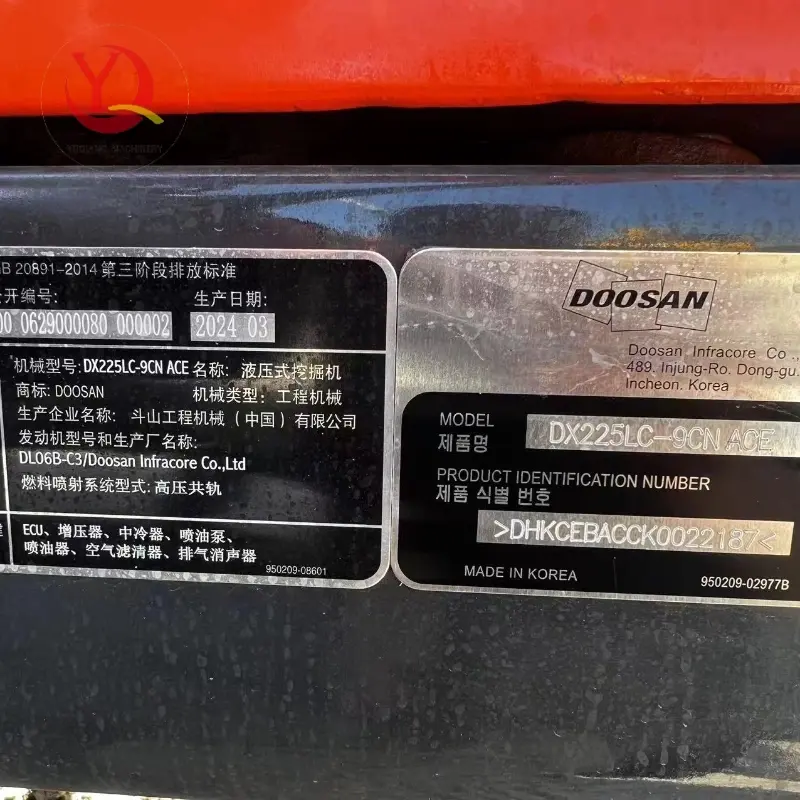 YUQIANG MACHINERY
GB 20891-2014 第三阶段排放标准
开编号:
生产日期:
00 0629000080 000002
2024 03
机械型号: DX225LC-9CN ACE 名称: 液压式挖掘机
商标: DOOSAN
机械类型: 工程机械
生产企业名称: 斗山工程机械（中国）有限公司
发动机型号和生产厂名称:
DL06B-C3/Doosan Infracore Co.,Ltd
燃料喷射系统型式: 高压共轨
ECU、增压器、中冷器、喷油泵、
喷油器、空气滤清器、排气消声器
950209-08601
DOOSAN
Doosan Infracore Co.,
489, Injung-Ro. Dong-gu.
Incheon. Korea
MODEL
제품명
DX225LC-9CN ACE
PRODUCT IDENTIFICATION NUMBER
제품 식별 번호
>DHKCEBACCK0022187<
MADE IN KOREA
950209-02977B